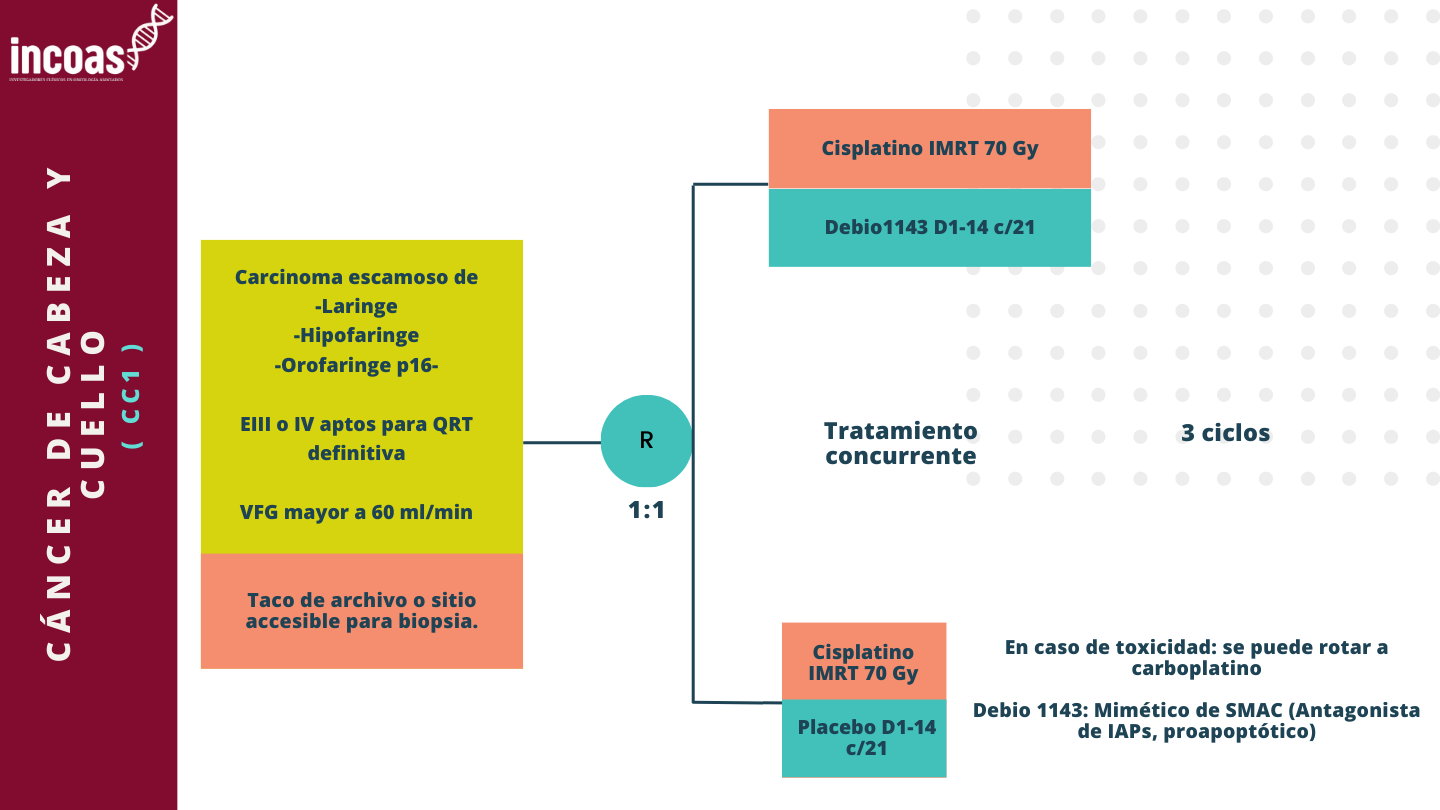 incoas
INVESTIGADORES CLÍNICOS EN ONCOLOGÍA ASOCIADOS
CÁNCER DE CABEZA Y
CUELLO
( CC1 )
Carcinoma escamoso de
-Laringe
-Hipofaringe
-Orofaringe p16-
EIII o IV aptos para QRT
definitiva
VFG mayor a 60 ml/min
Taco de archivo o sitio
accesible para biopsia.
R
1:1
Cisplatino IMRT 70 Gy
Debio1143 D1-14 c/21
Tratamiento
concurrente
3 ciclos
Cisplatino
IMRT 70 Gy
Placebo D1-14
c/21
En caso de toxicidad: se puede rotar a
carboplatino
Debio 1143: Mimético de SMAC (Antagonista
de IAPs, proapoptótico)